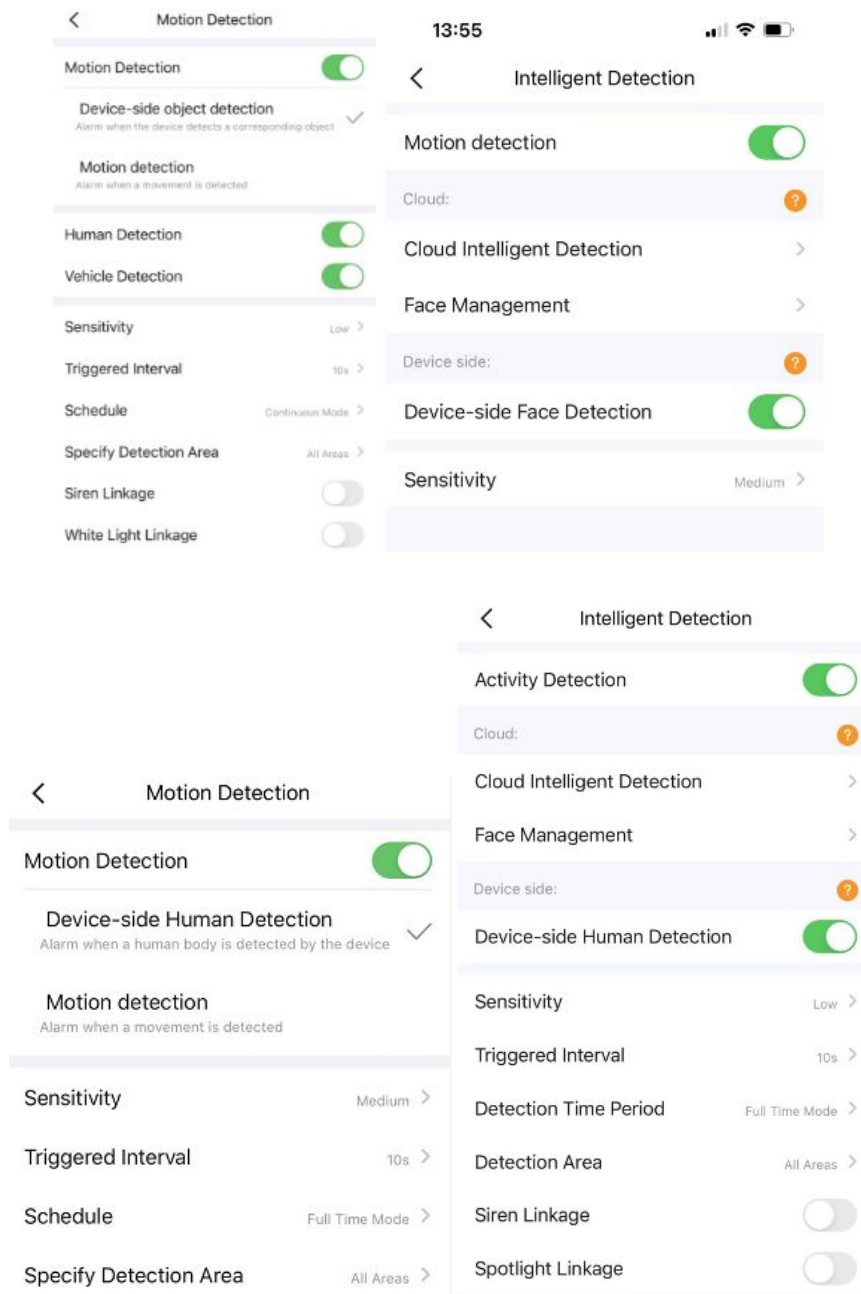 Motion Detection
Motion Detection
Device-side object detection
Alarm when the device detects a corresponding object
Motion detection
Alarm when a movement is detected
Human Detection
Vehicle Detection
Sensitivity Low
Triggered Interval 10s
Schedule Continuous Mode
Specify Detection Area All Areas
Siren Linkage
White Light Linkage
13:55
Intelligent Detection
Motion detection
Cloud: ?
Cloud Intelligent Detection
Face Management
Device side: ?
Device-side Face Detection
Sensitivity Medium
Motion Detection
Motion Detection
Device-side Human Detection
Alarm when a human body is detected by the device
Motion detection
Alarm when a movement is detected
Sensitivity Medium
Triggered Interval 10s
Schedule Full Time Mode
Specify Detection Area All Areas
Intelligent Detection
Activity Detection
Cloud: ?
Cloud Intelligent Detection
Face Management
Device side: ?
Device-side Human Detection
Sensitivity Low
Triggered Interval 10s
Detection Time Period Full Time Mode
Detection Area All Areas
Siren Linkage
Spotlight Linkage